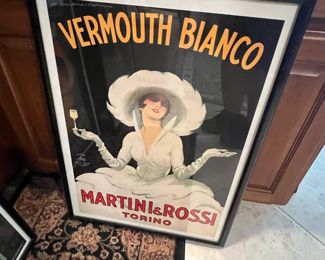 VERMOUTH BIANCO
MARTINI & ROSSI
TORINO